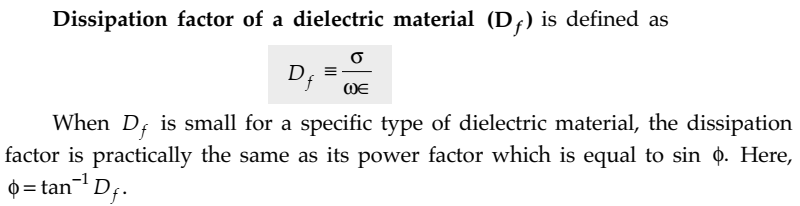 Dissipation factor of a dielectric material (D_f) is defined as
D_f ≡ σ/ω∈
When D_f is small for a specific type of dielectric material, the dissipation
factor is practically the same as its power factor which is equal to sin ϕ. Here,
ϕ = tan⁻¹ D_f.